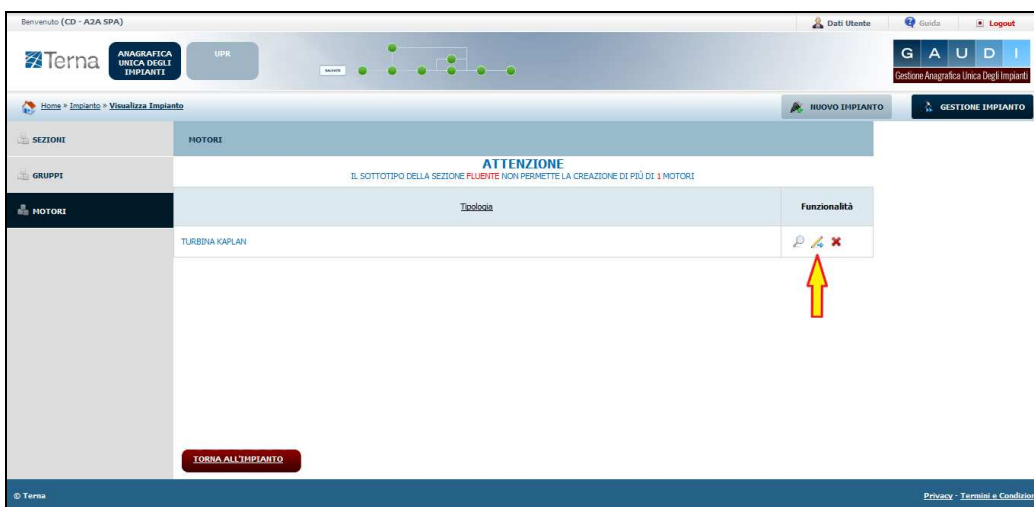 Benvenuto (CD - A2A SPA)
Dati Utente
Guida
Logout
Terna
ANAGRAFICA
UNICA DEGLI
IMPIANTI
UPR
G A U D I
Gestione Anagrafica Unica Degli Impianti
Home » Impianto » Visualizza Impianto
NUOVO IMPIANTO
GESTIONE IMPIANTO
SEZIONI
MOTORI
ATTENZIONE
IL SOTTOTIPO DELLA SEZIONE FLUENTE NON PERMETTE LA CREAZIONE DI PIÙ DI 1 MOTORI
GRUPPI
MOTORI
Tipologia
Funzionalità
TURBINA KAPLAN
TORNA ALL'IMPIANTO
© Terna
Privacy - Termini e Condizion